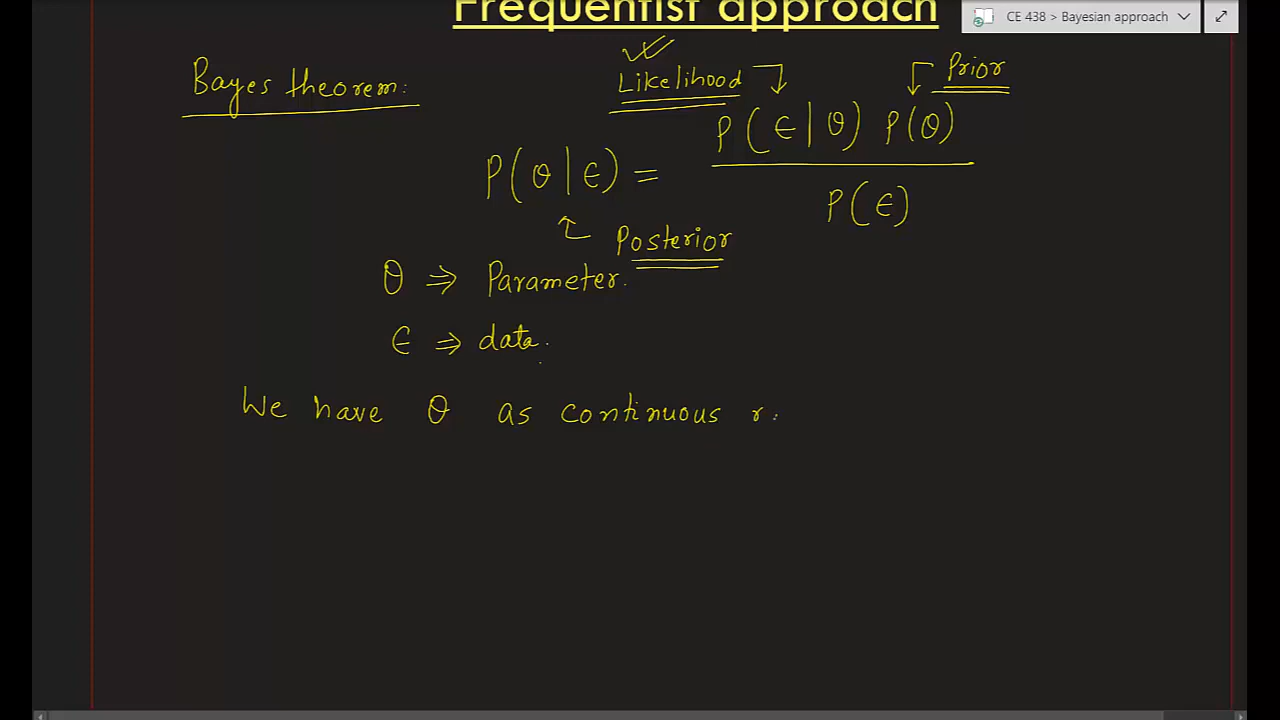 Frequentist approach
CE 438 > Bayesian approach
Bayes theorem:
Likelihood
Prior
P(θ|ϵ) = P(ϵ|θ) P(θ) / P(ϵ)
Posterior
θ ⇒ Parameter.
ϵ ⇒ data.
We have θ as continuous r.